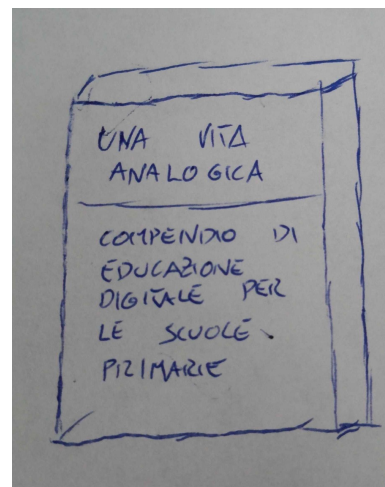 UNA VITA
ANALOGICA
COMPENDIO DI
EDUCAZIONE
DIGITALE PER
LE SCUOLE
PRIMARIE